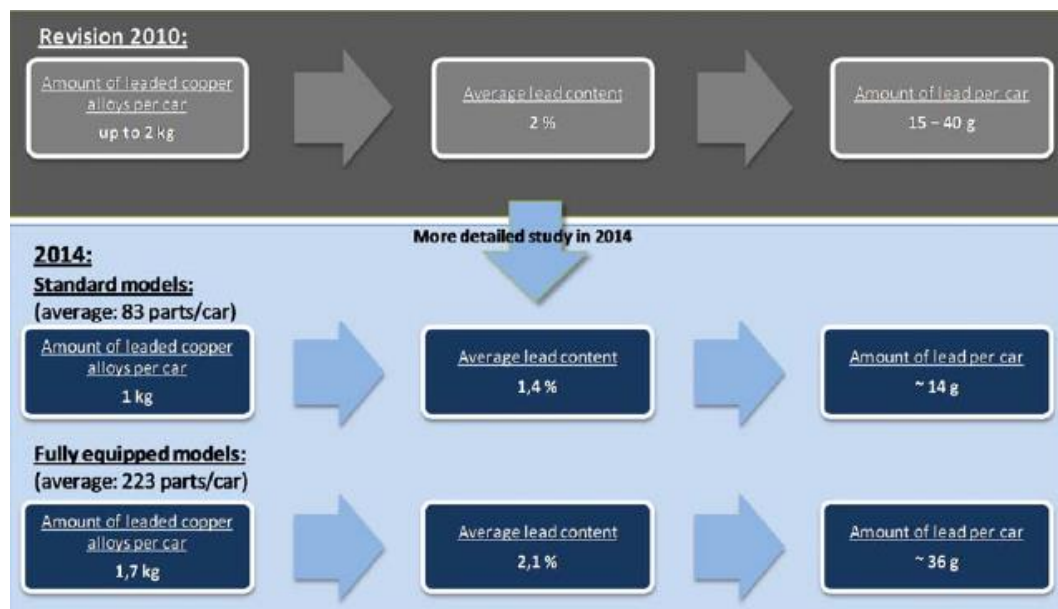 Revision 2010:
Amount of leaded copper
alloys per car
up to 2 kg
Average lead content
2 %
Amount of lead per car
15 – 40 g
More detailed study in 2014
2014:
Standard models:
(average: 83 parts/car)
Amount of leaded copper
alloys per car
1 kg
Average lead content
1,4 %
Amount of lead per car
~ 14 g
Fully equipped models:
(average: 223 parts/car)
Amount of leaded copper
alloys per car
1,7 kg
Average lead content
2,1 %
Amount of lead per car
~ 36 g